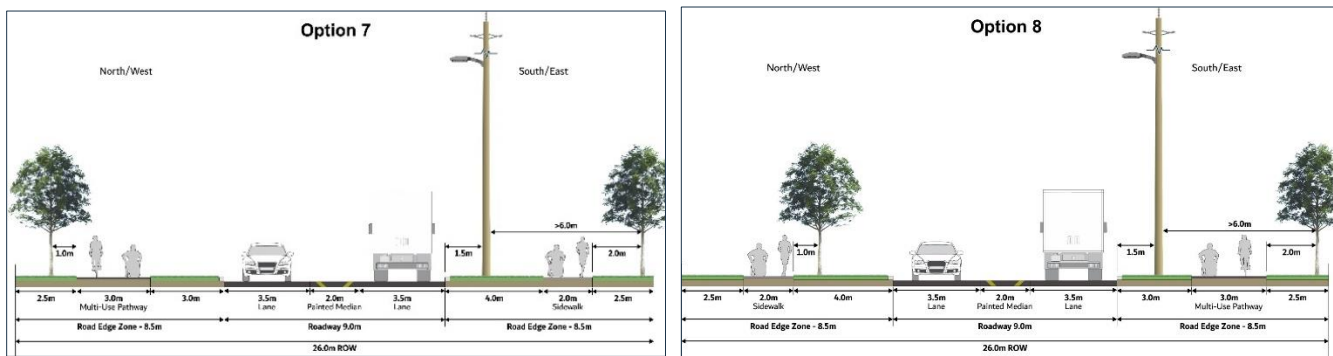 Option 7
North/West
South/East
>6.0m
1.0m
1.5m
2.0m
2.5m 3.0m 3.0m 3.5m 2.0m 3.5m 4.0m 2.0m 2.5m
Multi-Use Pathway Lane Painted Median Lane Sidewalk
Road Edge Zone - 8.5m Roadway 9.0m Road Edge Zone - 8.5m
26.0m ROW
Option 8
North/West
South/East
>6.0m
1.0m
1.5m
2.0m
2.5m 2.0m 4.0m 3.5m 2.0m 3.5m 3.0m 3.0m 2.5m
Sidewalk Lane Painted Median Lane Multi-Use Pathway
Road Edge Zone - 8.5m Roadway 9.0m Road Edge Zone - 8.5m
26.0m ROW